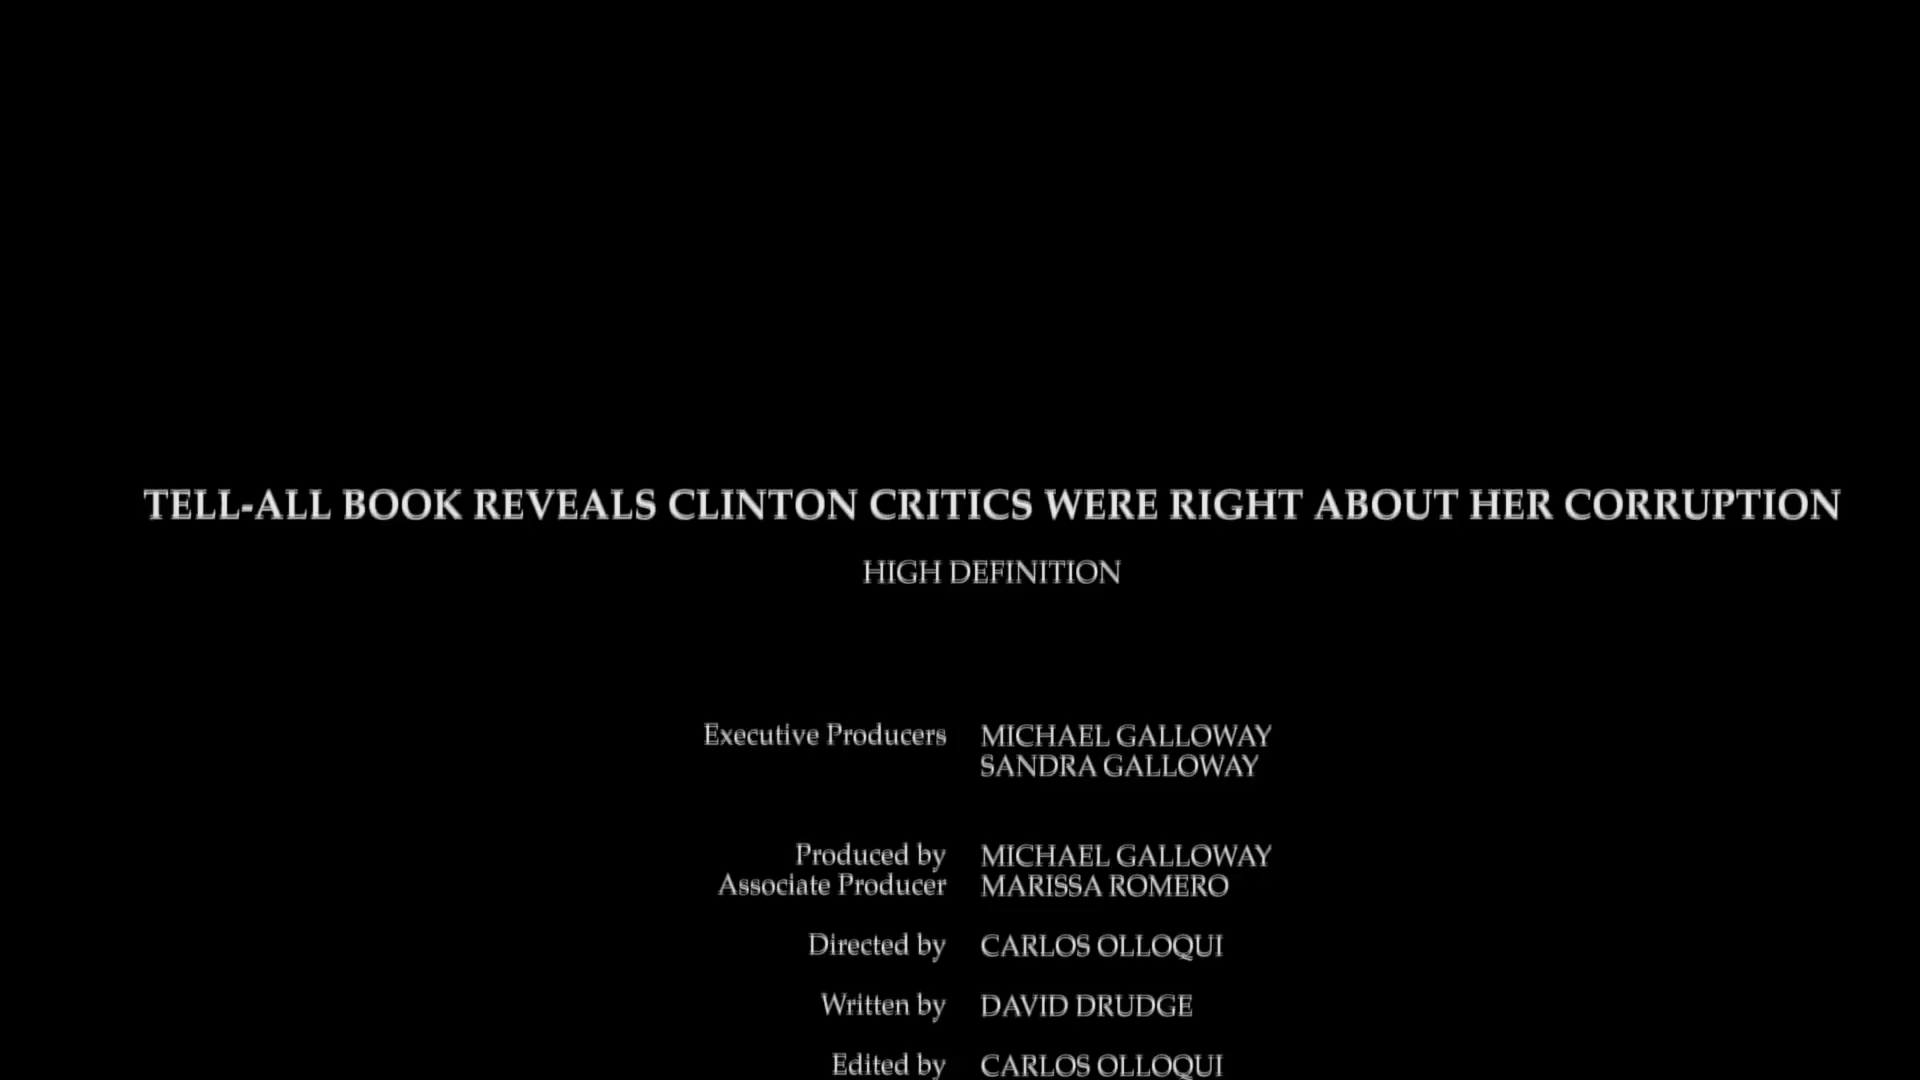 TELL-ALL BOOK REVEALS CLINTON CRITICS WERE RIGHT ABOUT HER CORRUPTION
HIGH DEFINITION
Executive Producers MICHAEL GALLOWAY
SANDRA GALLOWAY
Produced by MICHAEL GALLOWAY
Associate Producer MARISSA ROMERO
Directed by CARLOS OLLOQUI
Written by DAVID DRUDGE
Edited by CARLOS OLLOQUI